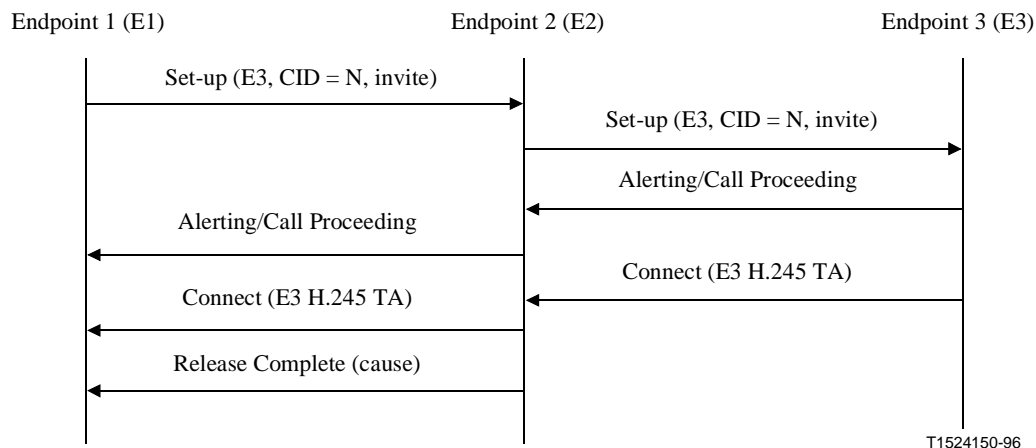 Endpoint 1 (E1)
Endpoint 2 (E2)
Endpoint 3 (E3)
Set-up (E3, CID = N, invite)
Set-up (E3, CID = N, invite)
Alerting/Call Proceeding
Alerting/Call Proceeding
Connect (E3 H.245 TA)
Connect (E3 H.245 TA)
Release Complete (cause)
T1524150-96